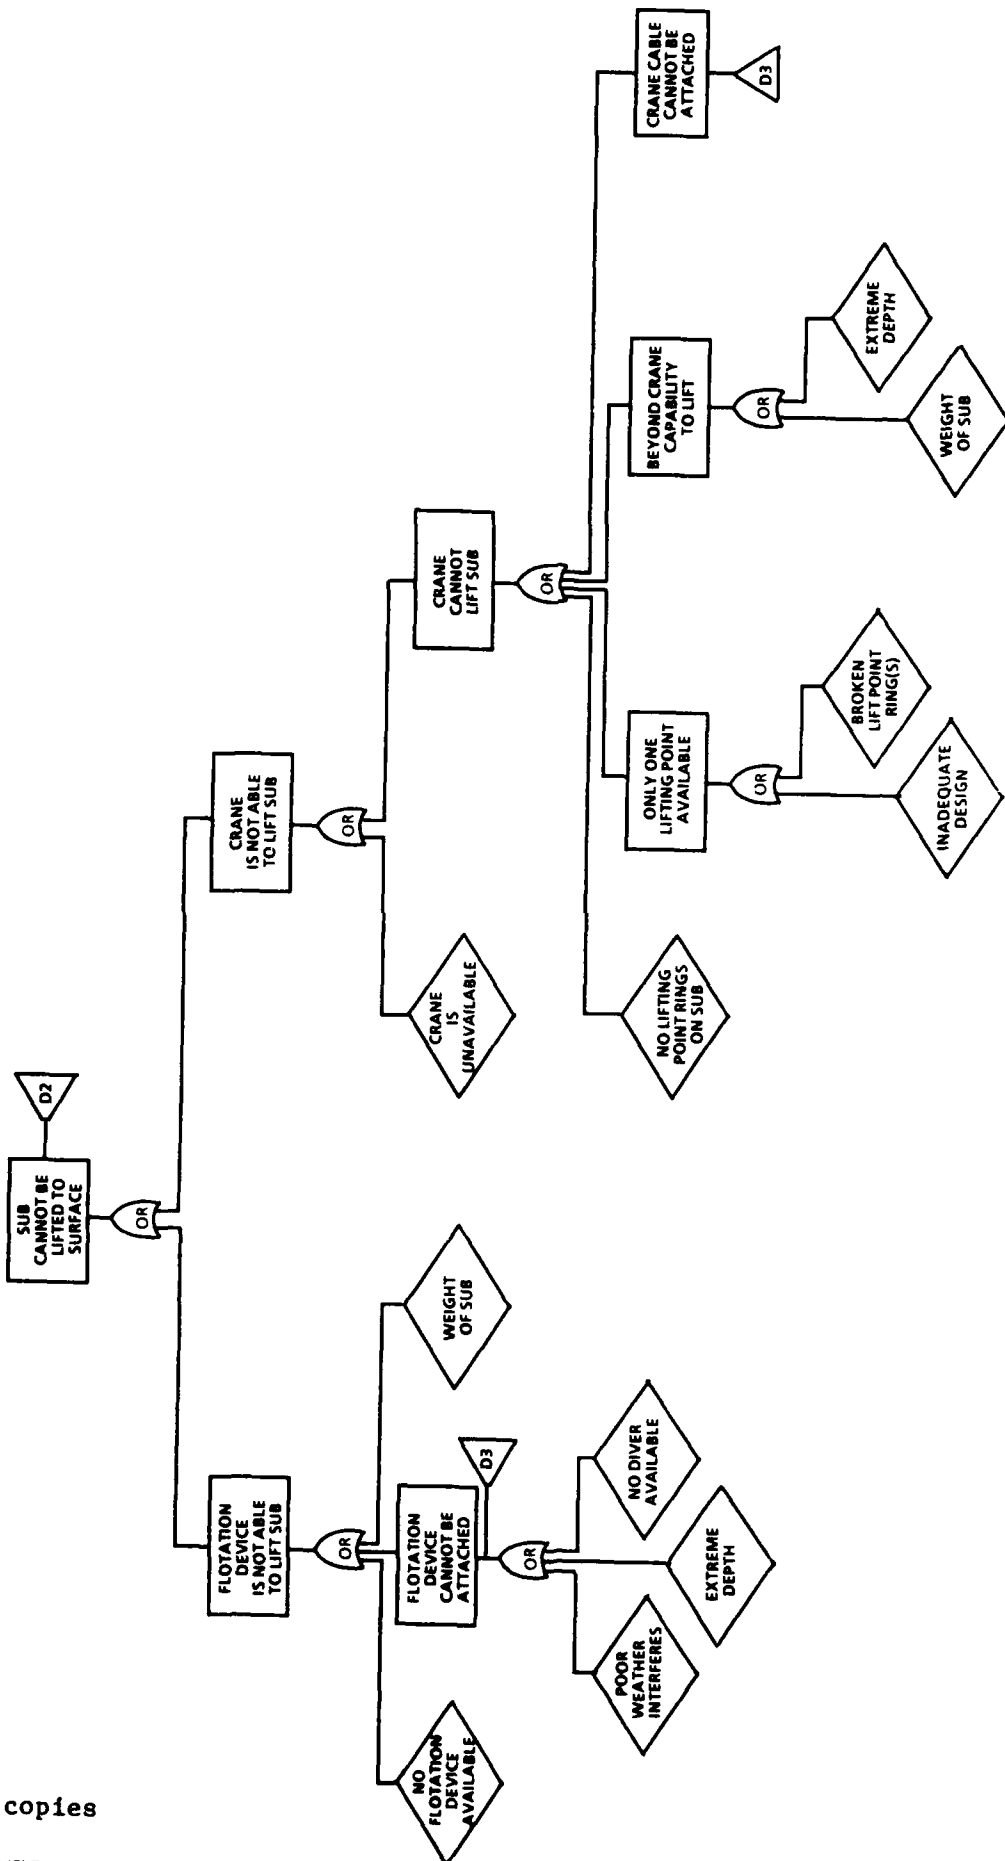 SUB
CANNOT BE
LIFTED TO
SURFACE
D2
OR
FLOTATION
DEVICE
IS NOT ABLE
TO LIFT SUB
OR
CRANE
IS NOT ABLE
TO LIFT SUB
OR
NO
FLOTATION
DEVICE
AVAILABLE
FLOTATION
DEVICE
CANNOT BE
ATTACHED
D3
OR
WEIGHT
OF SUB
CRANE
IS
UNAVAILABLE
CRANE
CANNOT
LIFT SUB
OR
POOR
WEATHER
INTERFERES
EXTREME
DEPTH
NO DIVER
AVAILABLE
NO LIFTING
POINT RINGS
ON SUB
ONLY ONE
LIFTING POINT
AVAILABLE
OR
BEYOND CRANE
CAPABILITY
TO LIFT
OR
CRANE CABLE
CANNOT BE
ATTACHED
D3
INADEQUATE
DESIGN
BROKEN
LIFT POINT
RING(S)
WEIGHT
OF SUB
EXTREME
DEPTH
copies